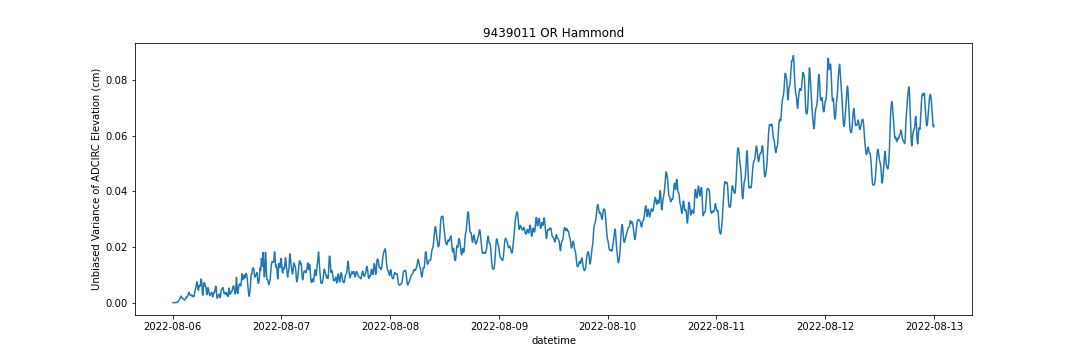 9439011 OR Hammond
Unbiased Variance of ADCIRC Elevation (cm)
0.08
0.06
0.04
0.02
0.00
2022-08-06 2022-08-07 2022-08-08 2022-08-09 2022-08-10 2022-08-11 2022-08-12 2022-08-13
datetime